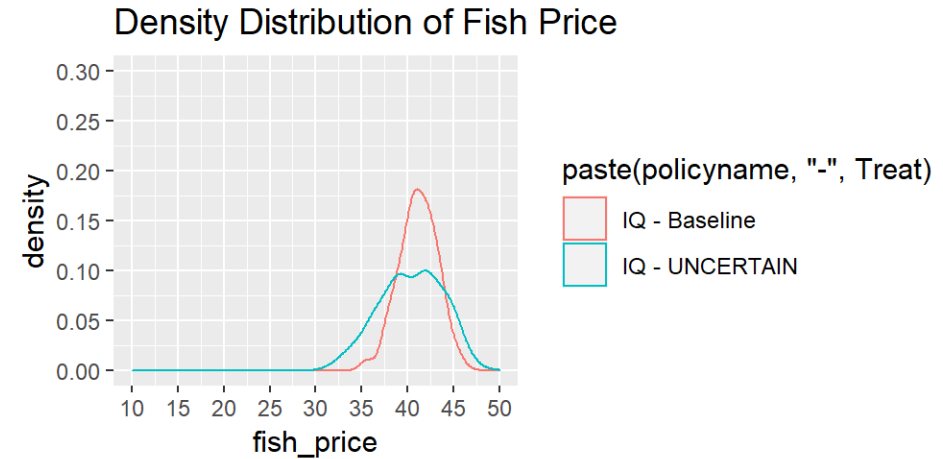 Density Distribution of Fish Price
0.30
0.25
0.20
0.15
0.10
0.05
0.00
density
10 15 20 25 30 35 40 45 50
fish_price
paste(policyname, "-", Treat)
IQ - Baseline
IQ - UNCERTAIN